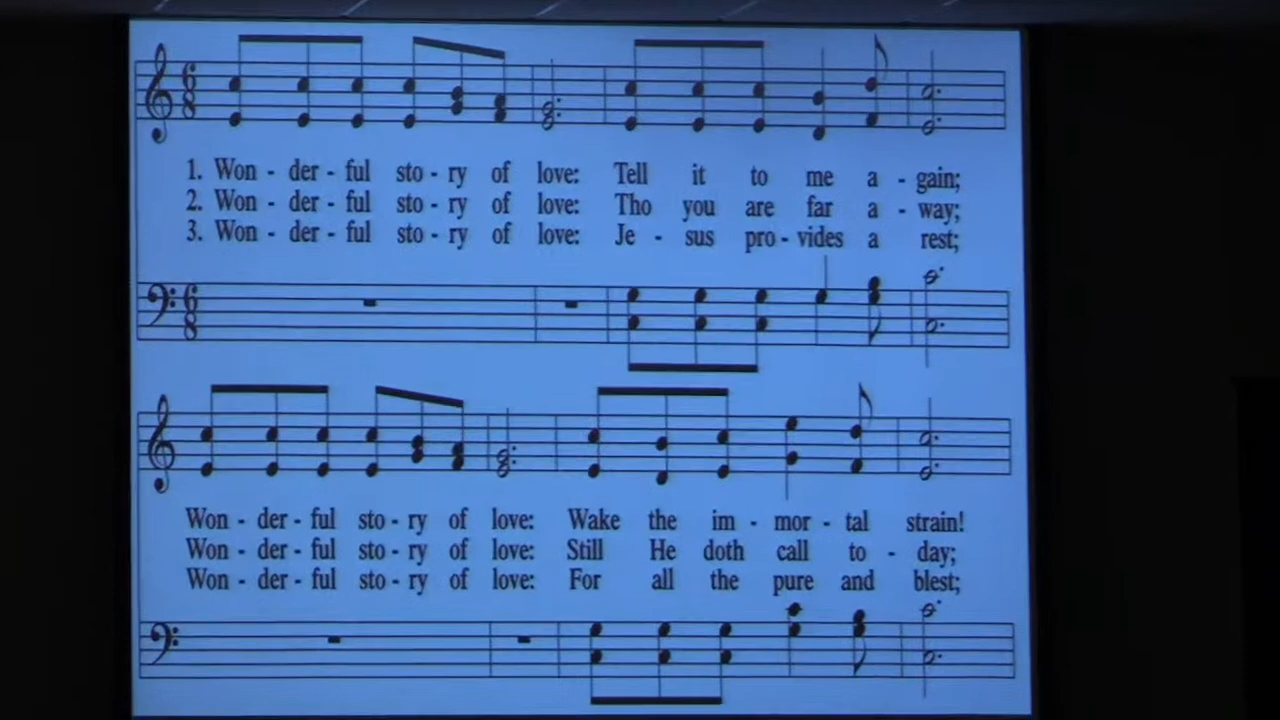 1. Won - der - ful sto - ry of love: Tell it to me a - gain;
2. Won - der - ful sto - ry of love: Tho you are far a - way;
3. Won - der - ful sto - ry of love: Je - sus pro - vides a rest;
Won - der - ful sto - ry of love: Wake the im - mor - tal strain!
Won - der - ful sto - ry of love: Still He doth call to - day;
Won - der - ful sto - ry of love: For all the pure and blest;